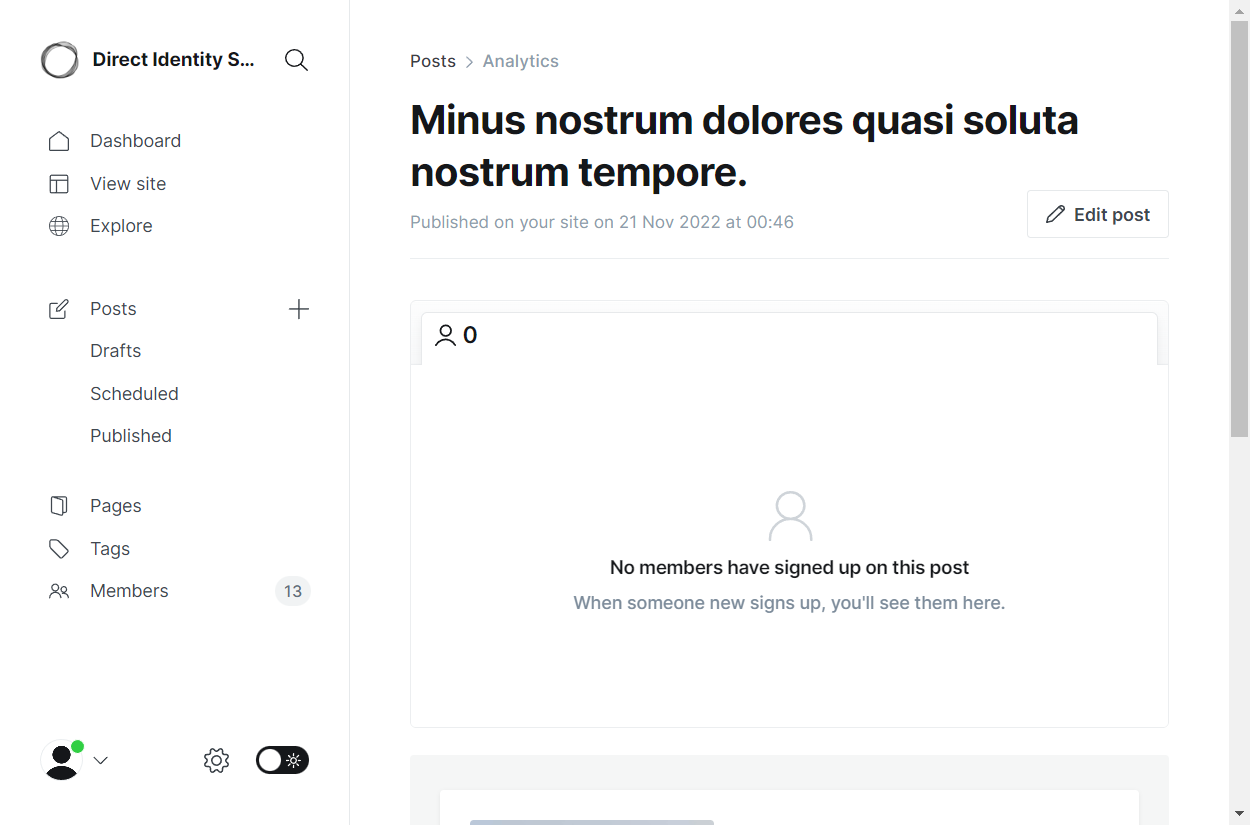 Direct Identity S...
Dashboard
View site
Explore
Posts
Drafts
Scheduled
Published
Pages
Tags
Members 13
Posts Analytics
Minus nostrum dolores quasi soluta
nostrum tempore.
Published on your site on 21 Nov 2022 at 00:46
Edit post
0
No members have signed up on this post
When someone new signs up, you'll see them here.